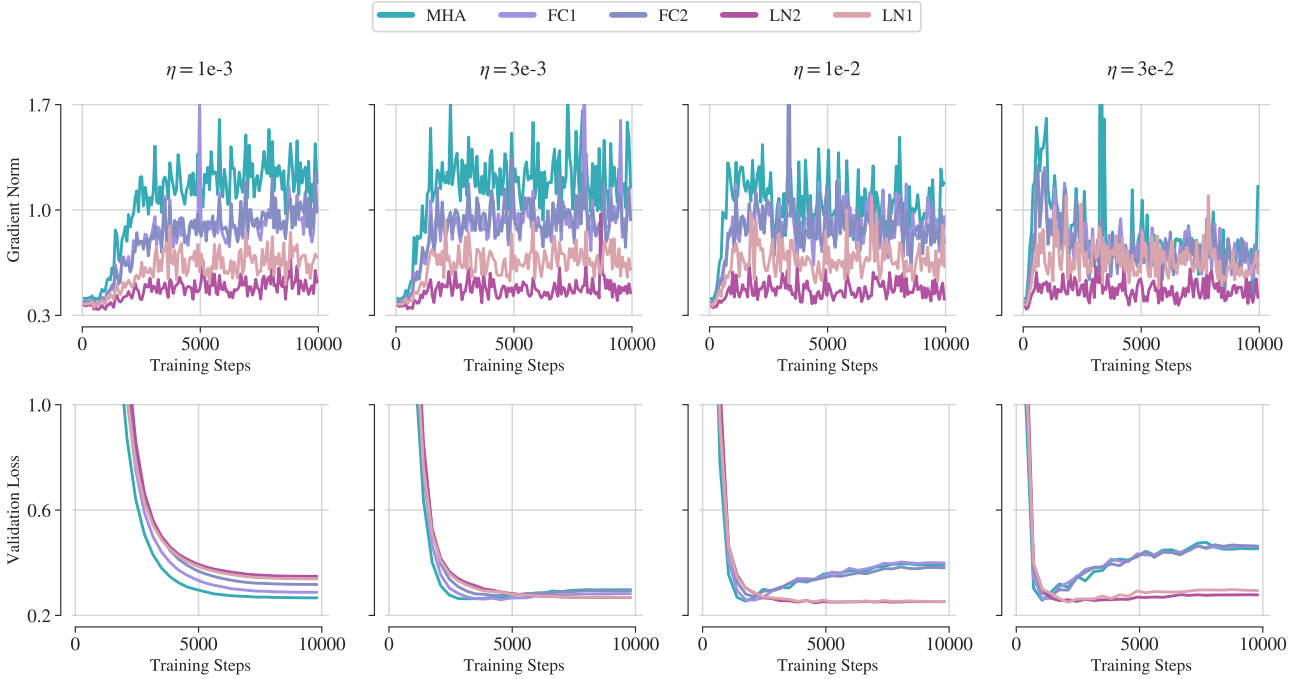 MHA FC1 FC2 LN2 LN1
η = 1e-3 η = 3e-3 η = 1e-2 η = 3e-2
Gradient Norm
1.7
1.0
0.3
0 5000 10000 0 5000 10000 0 5000 10000 0 5000 10000
Training Steps Training Steps Training Steps Training Steps
Validation Loss
1.0
0.6
0.2
0 5000 10000 0 5000 10000 0 5000 10000 0 5000 10000
Training Steps Training Steps Training Steps Training Steps